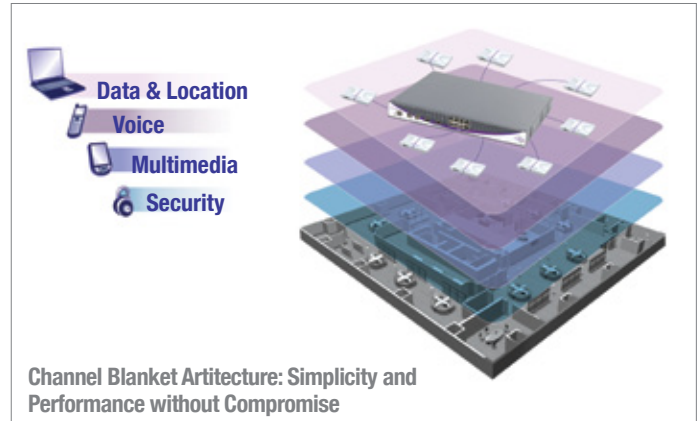 Data & Location
Voice
Multimedia
Security
Channel Blanket Artitecture: Simplicity and
Performance without Compromise